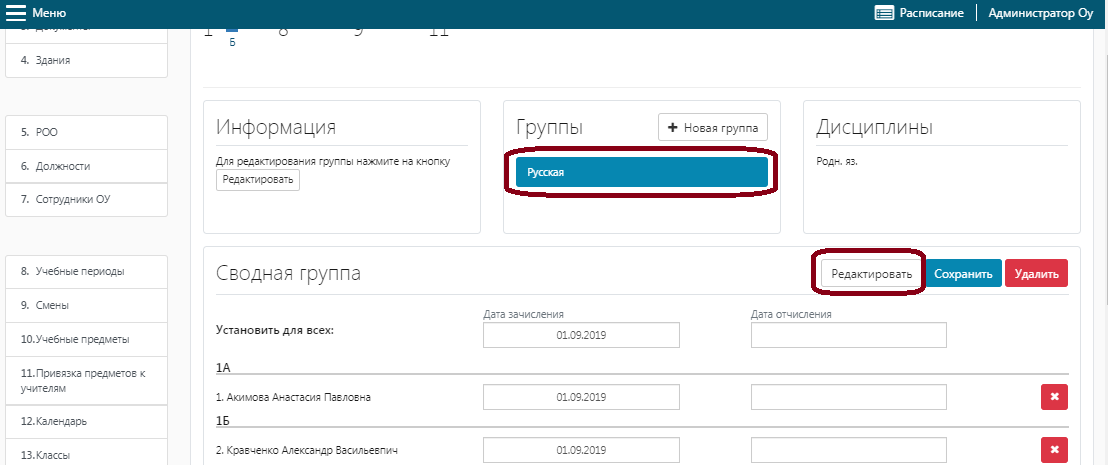 Меню
Расписание
Администратор Оу
1
Б
8
9
11
4. Здания
5. РОО
6. Должности
7. Сотрудники ОУ
8. Учебные периоды
9. Смены
10.Учебные предметы
11.Привязка предметов к
учителям
12.Календарь
13.Классы
Информация
Для редактирования группы нажмите на кнопку
Редактировать
Группы
+ Новая группа
Русская
Дисциплины
Родн. яз.
Сводная группа
Редактировать
Сохранить
Удалить
Дата зачисления
Дата отчисления
Установить для всех:
01.09.2019
1А
1. Акимова Анастасия Павловна
01.09.2019
1Б
2. Кравченко Александр Васильевпич
01.09.2019